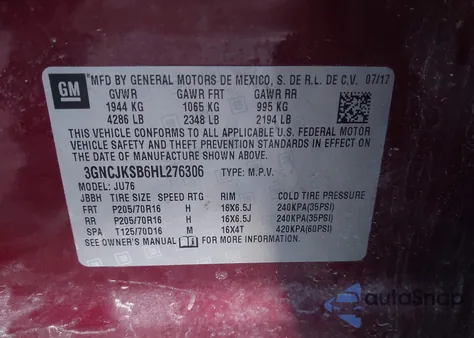 GM
MFD BY GENERAL MOTORS DE MEXICO, S. DE R.L. DE C.V. 07/17
GVWR GAWR FRT GAWR RR
1944 KG 1065 KG 995 KG
4286 LB 2348 LB 2194 LB
THIS VEHICLE CONFORMS TO ALL APPLICABLE U.S. FEDERAL MOTOR
VEHICLE SAFETY AND THEFT PREVENTION STANDARDS IN EFFECT
ON THE DATE OF MANUFACTURE SHOWN ABOVE.
3GNCJKSB6HL276306 TYPE: M.P.V.
MODEL: JU76
JBBH TIRE SIZE SPEED RTG RIM COLD TIRE PRESSURE
FRT P205/70R16 H 16X6.5J 240KPA(35PSI)
RR P205/70R16 H 16X6.5J 240KPA(35PSI)
SPA T125/70D16 M 16X4T 420KPA(60PSI)
SEE OWNER'S MANUAL FOR MORE INFORMATION.
autoSnap